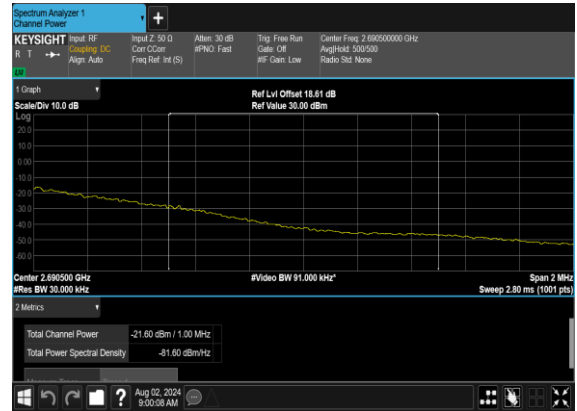 Spectrum Analyzer 1
Channel Power
KEYSIGHT Input: RF Input Z: 50 Ω Atten: 30 dB Trig: Free Run Center Freq: 2.690500000 GHz
R T Coupling: DC Corr CCorr #PNO: Fast Gate: Off Avg|Hold: 500/500
Align: Auto Freq Ref: Int (S) #IF Gain: Low Radio Std: None
1 Graph
Ref Lvl Offset 18.61 dB
Scale/Div 10.0 dB Ref Value 30.00 dBm
Log
20.0
10.0
0.00
-10.0
-20.0
-30.0
-40.0
-50.0
-60.0
Center 2.690500 GHz #Video BW 91.000 kHz* Span 2 MHz
#Res BW 30.000 kHz Sweep 2.80 ms (1001 pts)
2 Metrics
Total Channel Power -21.60 dBm / 1.00 MHz
Total Power Spectral Density -81.60 dBm/Hz
Aug 02, 2024
9:00:08 AM